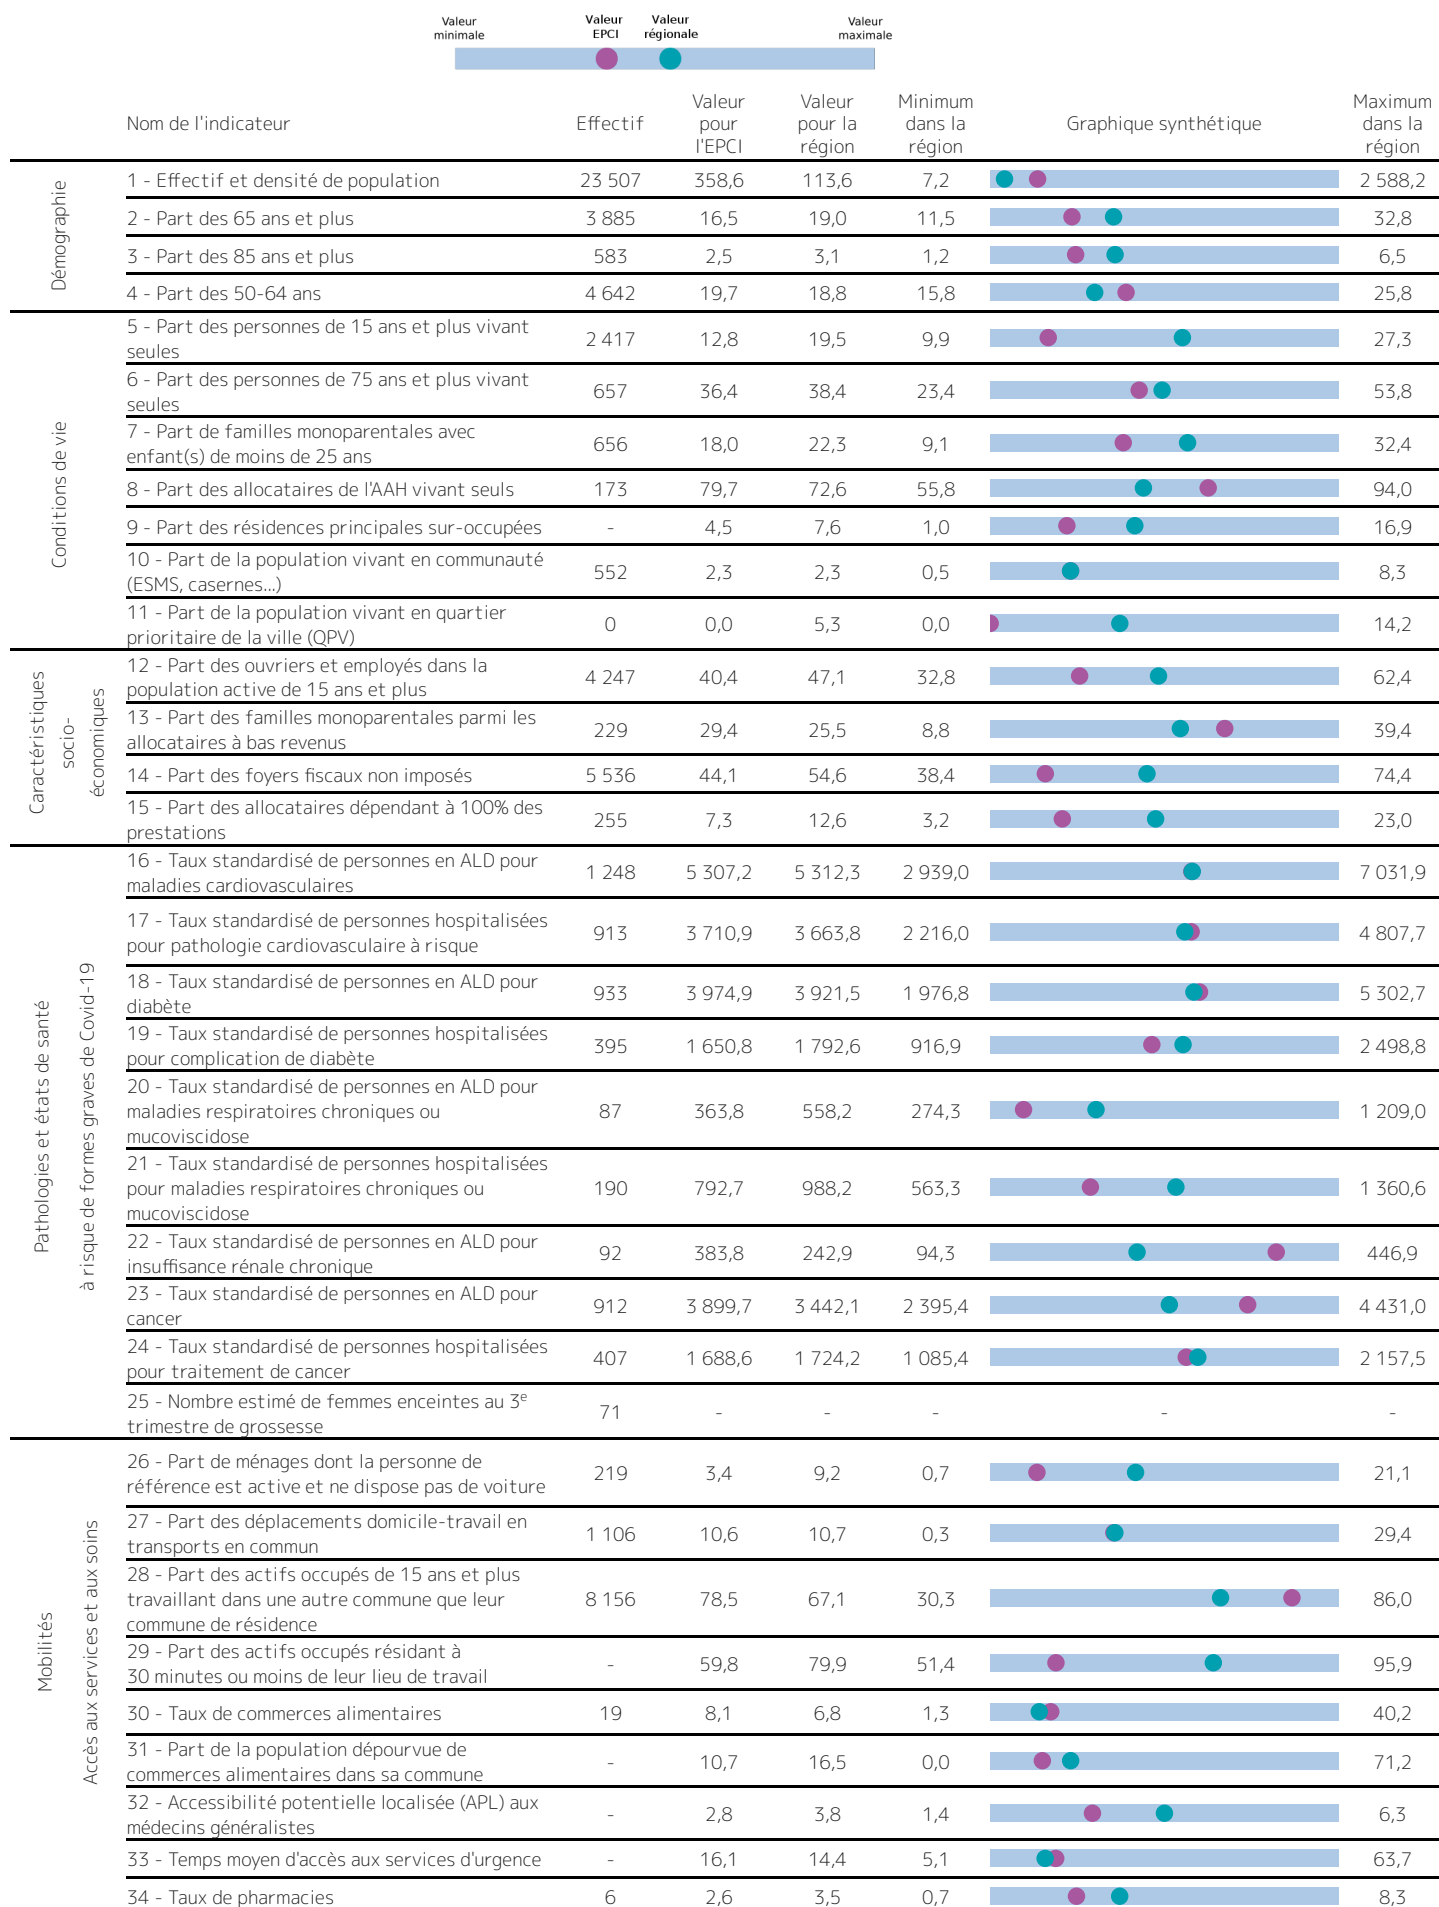 Valeur minimale
Valeur EPCI
Valeur régionale
Valeur maximale
Nom de l'indicateur
Effectif
Valeur pour l'EPCI
Valeur pour la région
Minimum dans la région
Graphique synthétique
Maximum dans la région
Démographie
1 - Effectif et densité de population 23 507 358,6 113,6 7,2 2 588,2
2 - Part des 65 ans et plus 3 885 16,5 19,0 11,5 32,8
3 - Part des 85 ans et plus 583 2,5 3,1 1,2 6,5
4 - Part des 50-64 ans 4 642 19,7 18,8 15,8 25,8
Conditions de vie
5 - Part des personnes de 15 ans et plus vivant
seules 2 417 12,8 19,5 9,9 27,3
6 - Part des personnes de 75 ans et plus vivant
seules 657 36,4 38,4 23,4 53,8
7 - Part de familles monoparentales avec
enfant(s) de moins de 25 ans 656 18,0 22,3 9,1 32,4
8 - Part des allocataires de l'AAH vivant seuls 173 79,7 72,6 55,8 94,0
9 - Part des résidences principales sur-occupées - 4,5 7,6 1,0 16,9
10 - Part de la population vivant en communauté
(ESMS, casernes...) 552 2,3 2,3 0,5 8,3
11 - Part de la population vivant en quartier
prioritaire de la ville (QPV) 0 0,0 5,3 0,0 14,2
Caractéristiques
socio-
économiques
12 - Part des ouvriers et employés dans la
population active de 15 ans et plus 4 247 40,4 47,1 32,8 62,4
13 - Part des familles monoparentales parmi les
allocataires à bas revenus 229 29,4 25,5 8,8 39,4
14 - Part des foyers fiscaux non imposés 5 536 44,1 54,6 38,4 74,4
15 - Part des allocataires dépendant à 100% des
prestations 255 7,3 12,6 3,2 23,0
Pathologies et états de santé
à risque de formes graves de Covid-19
16 - Taux standardisé de personnes en ALD pour
maladies cardiovasculaires 1 248 5 307,2 5 312,3 2 939,0 7 031,9
17 - Taux standardisé de personnes hospitalisées
pour pathologie cardiovasculaire à risque 913 3 710,9 3 663,8 2 216,0 4 807,7
18 - Taux standardisé de personnes en ALD pour
diabète 933 3 974,9 3 921,5 1 976,8 5 302,7
19 - Taux standardisé de personnes hospitalisées
pour complication de diabète 395 1 650,8 1 792,6 916,9 2 498,8
20 - Taux standardisé de personnes en ALD pour
maladies respiratoires chroniques ou 87 363,8 558,2 274,3 1 209,0
mucoviscidose
21 - Taux standardisé de personnes hospitalisées
pour maladies respiratoires chroniques ou 190 792,7 988,2 563,3 1 360,6
mucoviscidose
22 - Taux standardisé de personnes en ALD pour
insuffisance rénale chronique 92 383,8 242,9 94,3 446,9
23 - Taux standardisé de personnes en ALD pour
cancer 912 3 899,7 3 442,1 2 395,4 4 431,0
24 - Taux standardisé de personnes hospitalisées
pour traitement de cancer 407 1 688,6 1 724,2 1 085,4 2 157,5
25 - Nombre estimé de femmes enceintes au 3e
trimestre de grossesse 71 - - - - -
Mobilités
Accès aux services et aux soins
26 - Part de ménages dont la personne de
référence est active et ne dispose pas de voiture 219 3,4 9,2 0,7 21,1
27 - Part des déplacements domicile-travail en
transports en commun 1 106 10,6 10,7 0,3 29,4
28 - Part des actifs occupés de 15 ans et plus
travaillant dans une autre commune que leur 8 156 78,5 67,1 30,3 86,0
commune de résidence
29 - Part des actifs occupés résidant à
30 minutes ou moins de leur lieu de travail - 59,8 79,9 51,4 95,9
30 - Taux de commerces alimentaires 19 8,1 6,8 1,3 40,2
31 - Part de la population dépourvue de
commerces alimentaires dans sa commune - 10,7 16,5 0,0 71,2
32 - Accessibilité potentielle localisée (APL) aux
médecins généralistes - 2,8 3,8 1,4 6,3
33 - Temps moyen d'accès aux services d'urgence - 16,1 14,4 5,1 63,7
34 - Taux de pharmacies 6 2,6 3,5 0,7 8,3